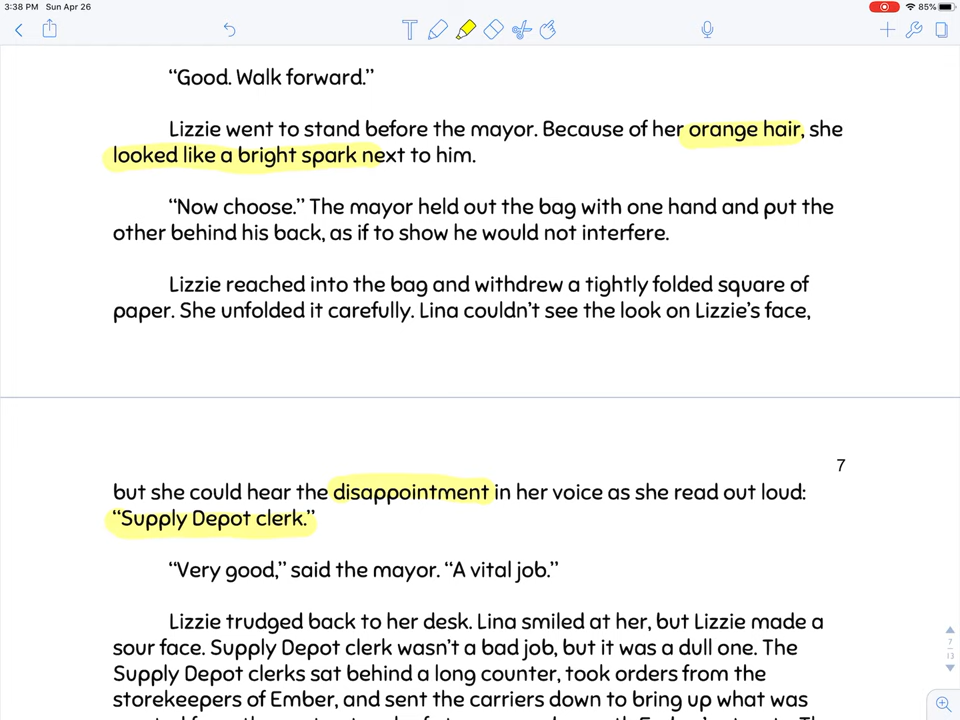 3:38 PM Sun Apr 26
85%
“Good. Walk forward.”
Lizzie went to stand before the mayor. Because of her orange hair, she
looked like a bright spark next to him.
“Now choose.” The mayor held out the bag with one hand and put the
other behind his back, as if to show he would not interfere.
Lizzie reached into the bag and withdrew a tightly folded square of
paper. She unfolded it carefully. Lina couldn’t see the look on Lizzie’s face,
7
but she could hear the disappointment in her voice as she read out loud:
“Supply Depot clerk.”
“Very good,” said the mayor. “A vital job.”
Lizzie trudged back to her desk. Lina smiled at her, but Lizzie made a
sour face. Supply Depot clerk wasn’t a bad job, but it was a dull one. The
Supply Depot clerks sat behind a long counter, took orders from the
storekeepers of Ember, and sent the carriers down to bring up what was
7
13